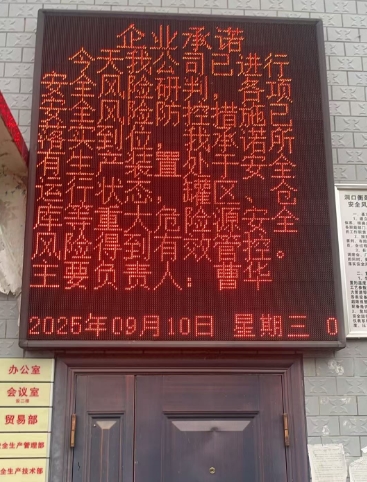 企业承诺
今天我公司已进行
安全风险研判,各项
安全风险防控措施已
落实到位,我承诺所
有生产装置处于安全
运行状态,罐区、仓
库等重大危险源安全
风险得到有效管控。
主要负责人:曹华
2025年09月10日 星期三 0
办公室
会议室
贸易部
安全生产管理部
安全生产技术部